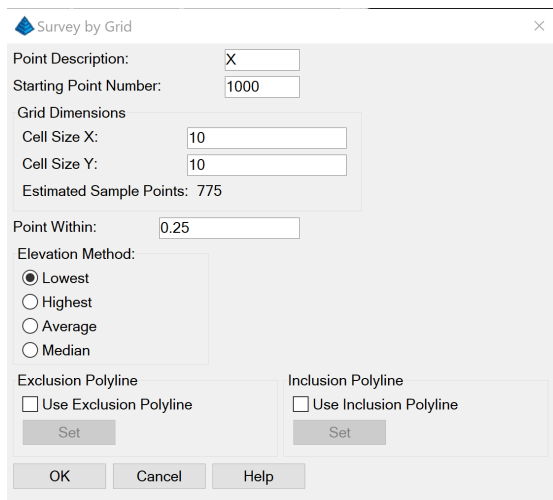 Survey by Grid
Point Description: X
Starting Point Number: 1000
Grid Dimensions
Cell Size X: 10
Cell Size Y: 10
Estimated Sample Points: 775
Point Within: 0.25
Elevation Method:
Lowest
Highest
Average
Median
Exclusion Polyline Inclusion Polyline
Use Exclusion Polyline Use Inclusion Polyline
Set Set
OK Cancel Help